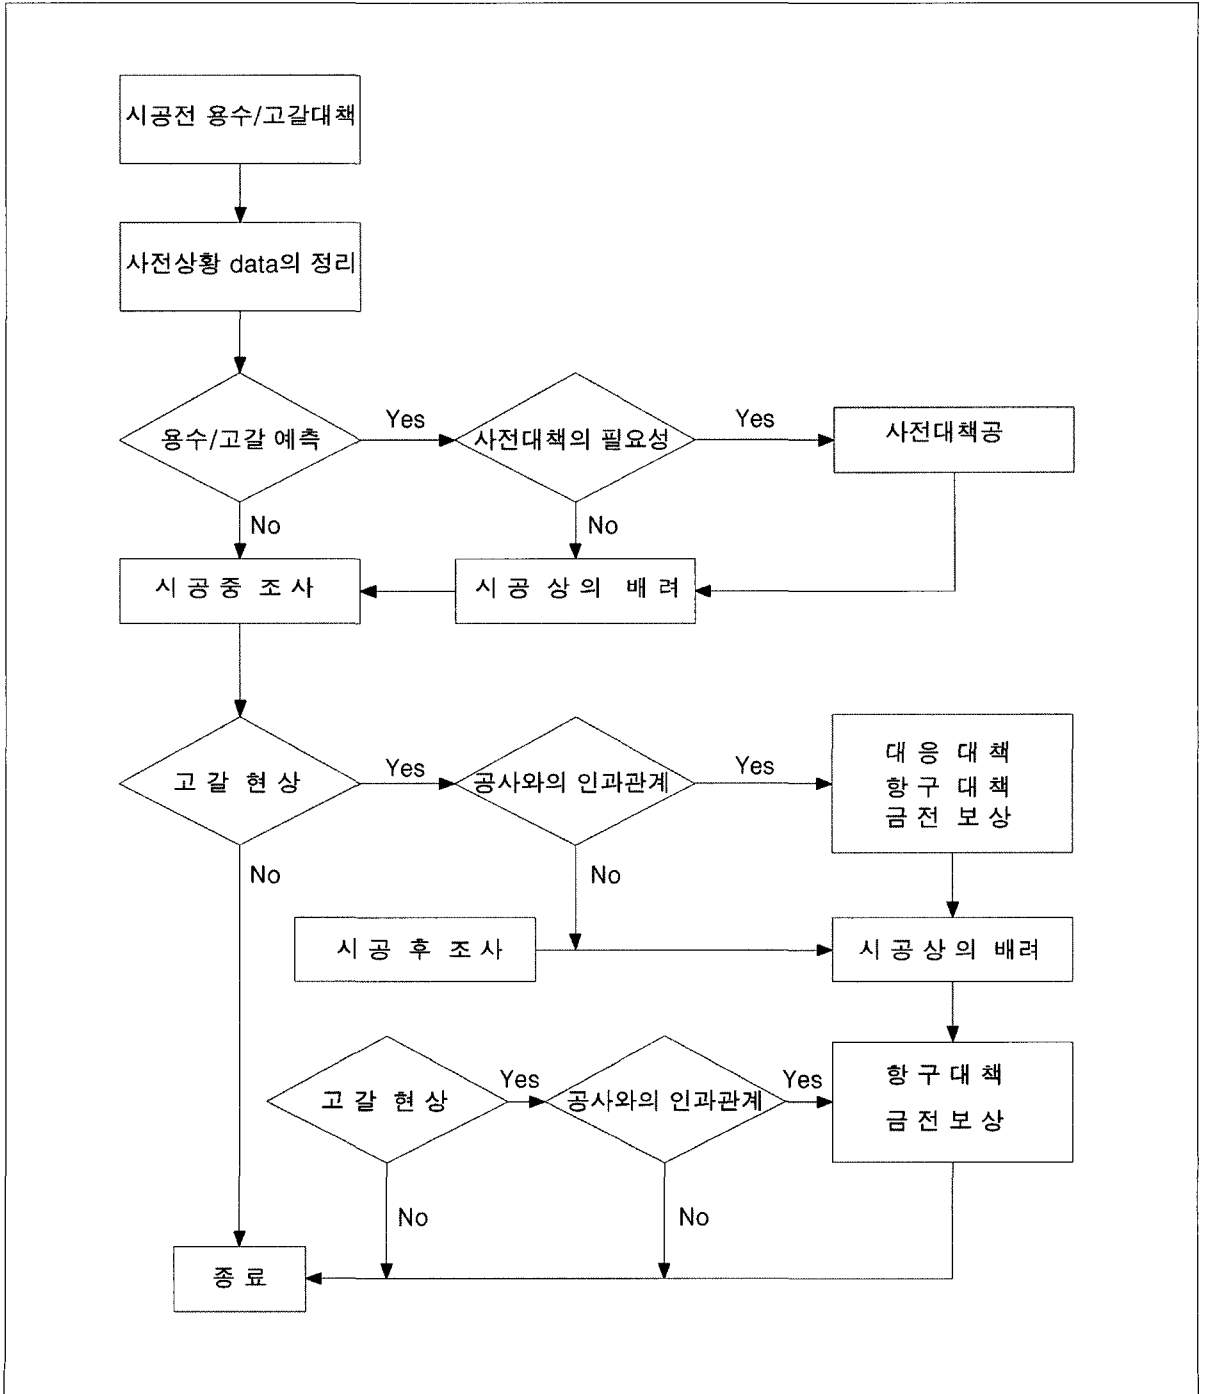 시공전 용수/고갈대책
사전상황 data의 정리
용수/고갈 예측
Yes
사전대책의 필요성
Yes
사전대책공
No
No
시 공 중 조 사
시 공 상 의 배 려
고 갈 현 상
Yes
공사와의 인과관계
Yes
대 응 대 책
항 구 대 책
금 전 보 상
No
No
시 공 후 조 사
시 공 상 의 배려
고 갈 현 상
Yes
공사와의 인과관계
Yes
항 구 대 책
금 전 보 상
No
No
종 료